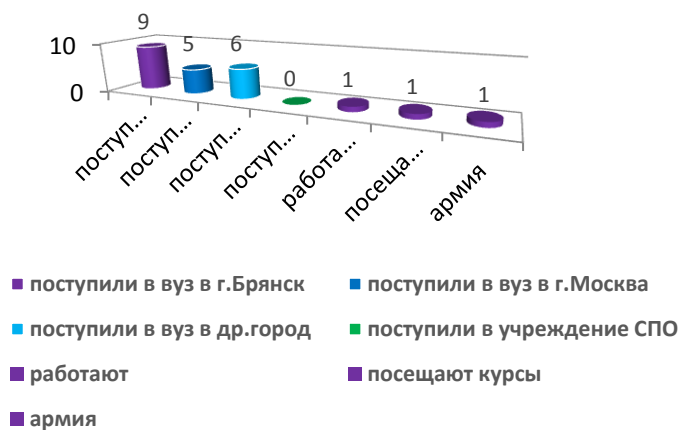 9
10
5
6
0
1
1
1
0
поступ...
поступ...
поступ...
поступ...
работа...
посеща...
армия
поступили в вуз в г.Брянск
поступили в вуз в г.Москва
поступили в вуз в др.город
поступили в учреждение СПО
работают
посещают курсы
армия